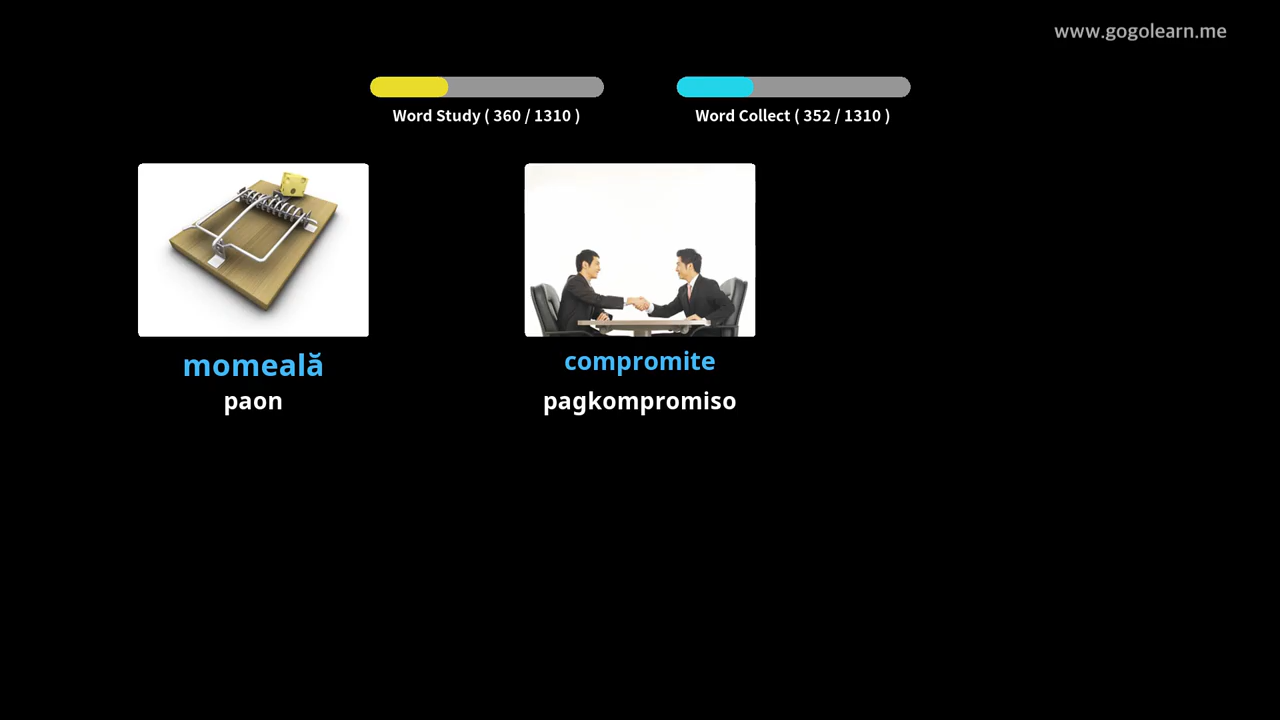 www.gogolearn.me
Word Study ( 360 / 1310 )
Word Collect ( 352 / 1310 )
momeală
paon
compromite
pagkompromiso